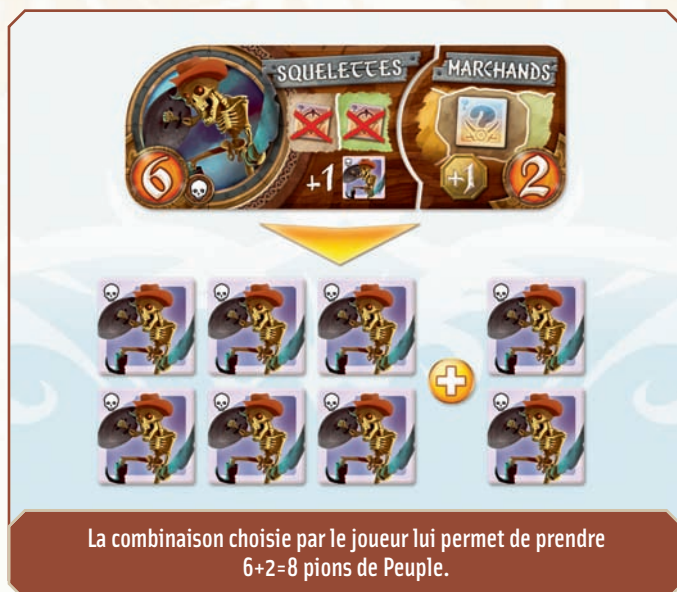 SQUELETTES
MARCHANDS
?
6
+1
+1
2
+
La combinaison choisie par le joueur lui permet de prendre
6+2=8 pions de Peuple.